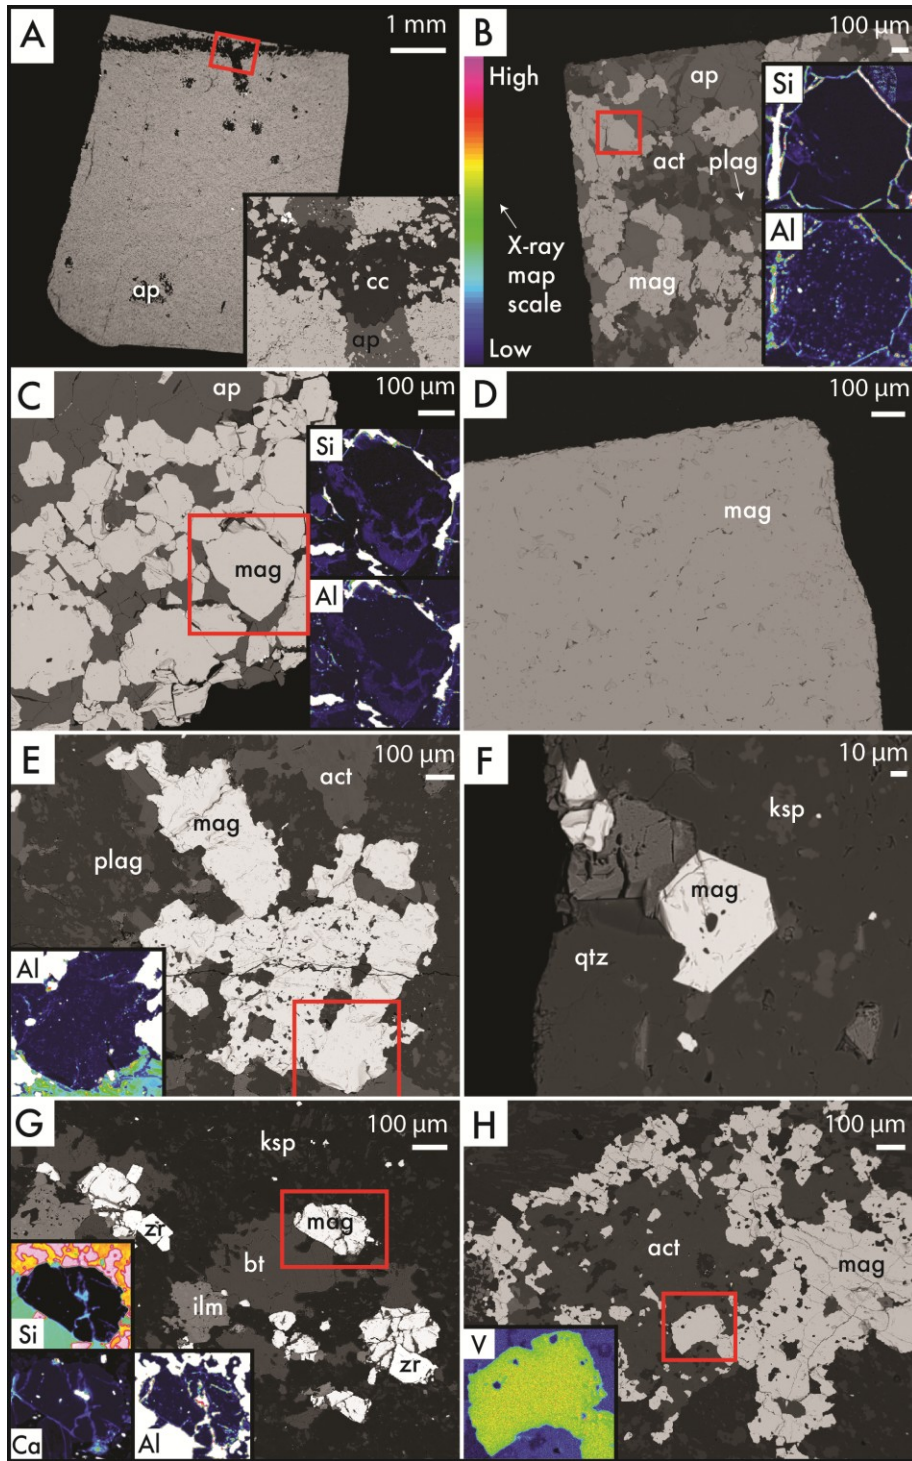 A
1 mm
ap
cc
ap
B
100 µm
High
X-ray
map
scale
Low
ap
act
plag
mag
Si
Al
C
100 µm
ap
mag
Si
Al
D
100 µm
mag
E
100 µm
act
mag
plag
Al
F
10 µm
ksp
mag
qtz
G
100 µm
ksp
mag
zr
bt
ilm
zr
Si
Ca
Al
H
100 µm
act
mag
V